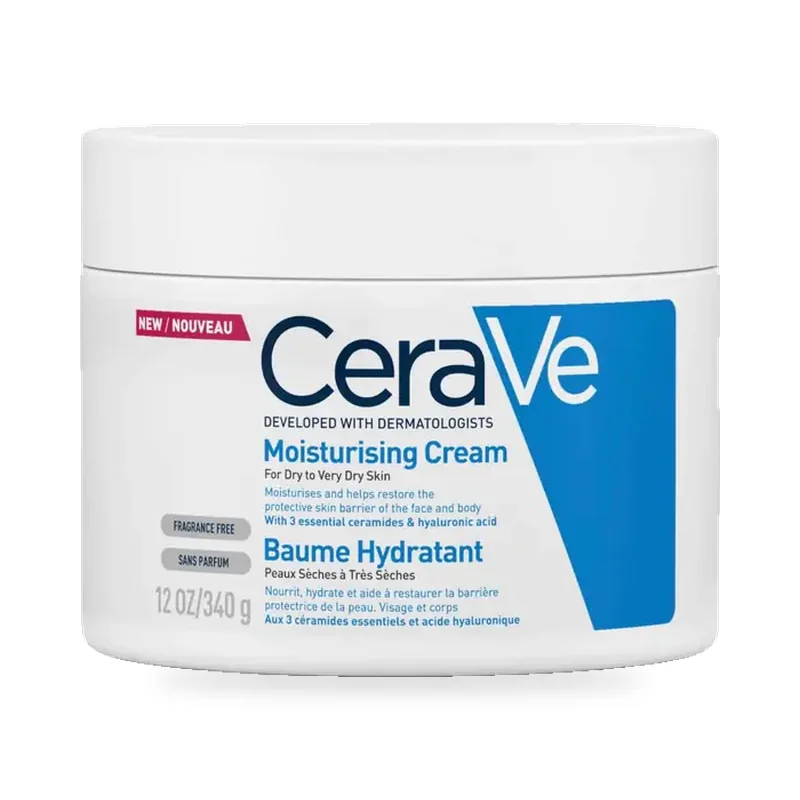 NEW / NOUVEAU
CeraVe
DEVELOPED WITH DERMATOLOGISTS
Moisturising Cream
For Dry to Very Dry Skin
Moisturises and helps restore the
protective skin barrier of the face and body
With 3 essential ceramides & hyaluronic acid
FRAGRANCE FREE
SANS PARFUM
12 OZ/340 g
Baume Hydratant
Peaux Sèches à Très Sèches
Nourrit, hydrate et aide à restaurer la barrière
protectrice de la peau. Visage et corps
Aux 3 céramides essentiels et acide hyaluronique